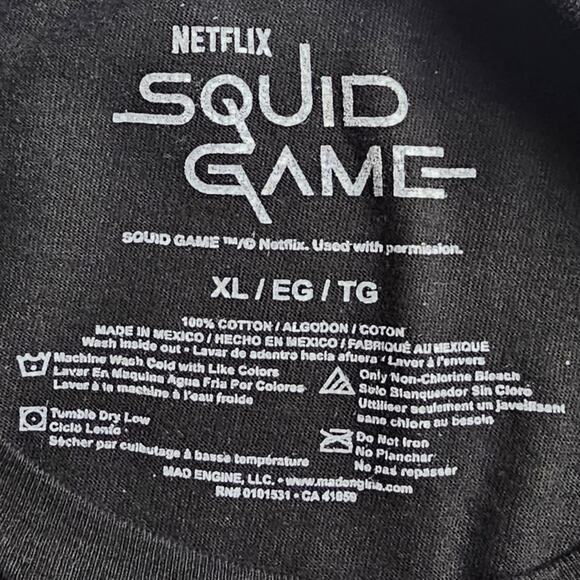 NETFLIX
SQUID
GAME
SQUID GAME ™/© Netflix. Used with permission.
XL / EG / TG
100% COTTON / ALGODON / COTON
MADE IN MEXICO / HECHO EN MEXICO / FABRIQUÉ AU MEXIQUE
Wash inside out • Lavar de adentro hacia afuera • Lavar à l'envers
Machine Wash Cold with Like Colors
Lavar En Maquina Agua Fria Por Colores
Laver à la machine à l'eau froide
Only Non-Chlorine Bleach
Solo Blanqueador Sin Cloro
Utiliser seulement un javellisant
sans chlore au besoin
Tumble Dry Low
Ciclo Lento
Sécher par culbutage à basse température
Do Not Iron
No Planchar
Ne pas repasser
MAD ENGINE, LLC. • www.madengine.com
RN# 0101531 • CA 41050